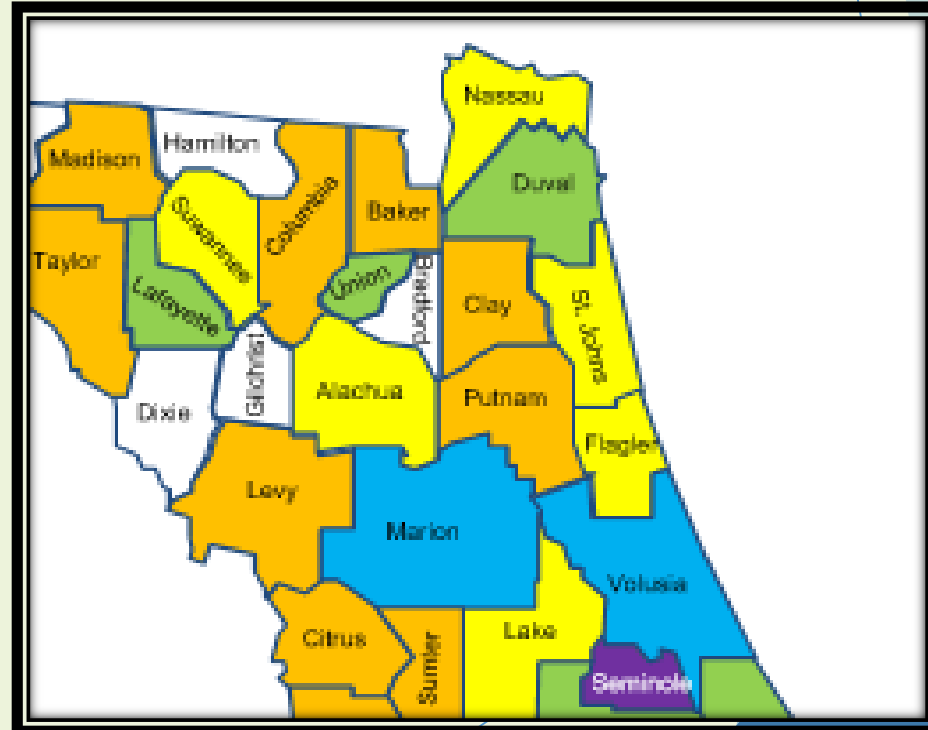 Nassau
Hamilton
Madison
Duval
Columbia
Baker
Suwannee
Taylor
Union
Bradford
Lafayette
Clay
St. Johns
Gilchrist
Alachua
Putnam
Dixie
Flagler
Levy
Marion
Volusia
Lake
Citrus
Sumter
Seminole